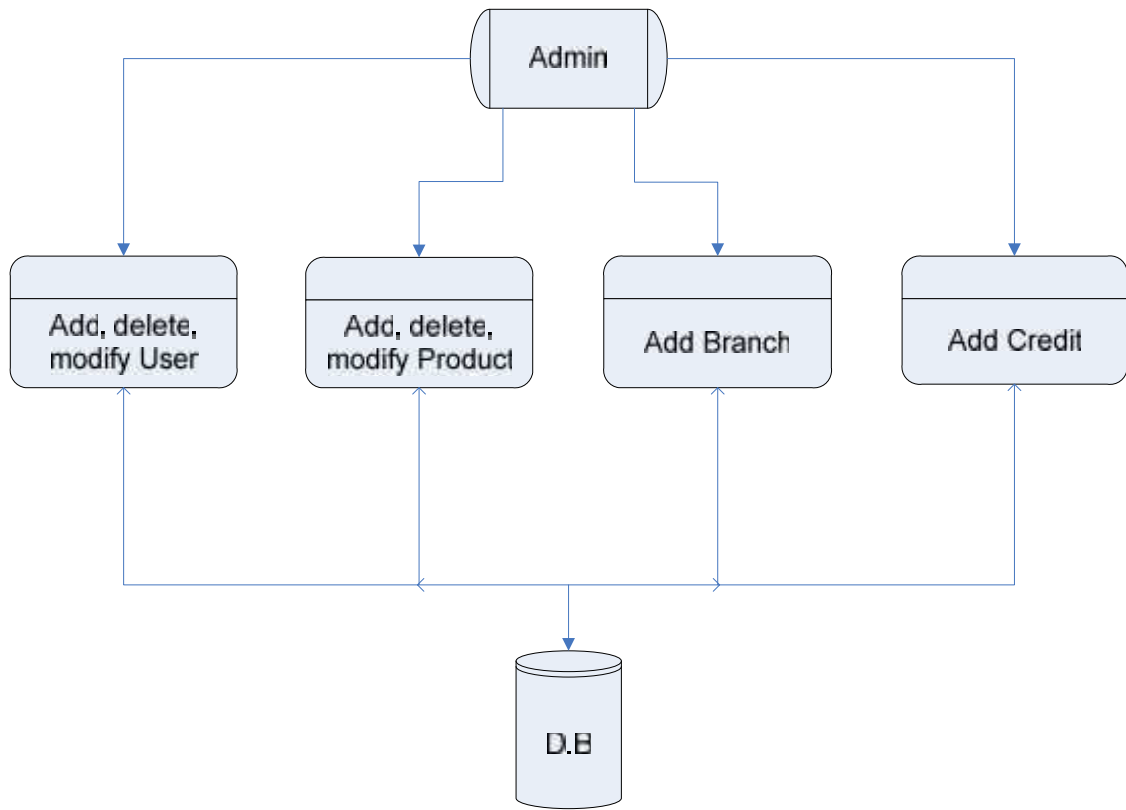 Admin
Add, delete,
modify User
Add, delete,
modify Product
Add Branch
Add Credit
D.B